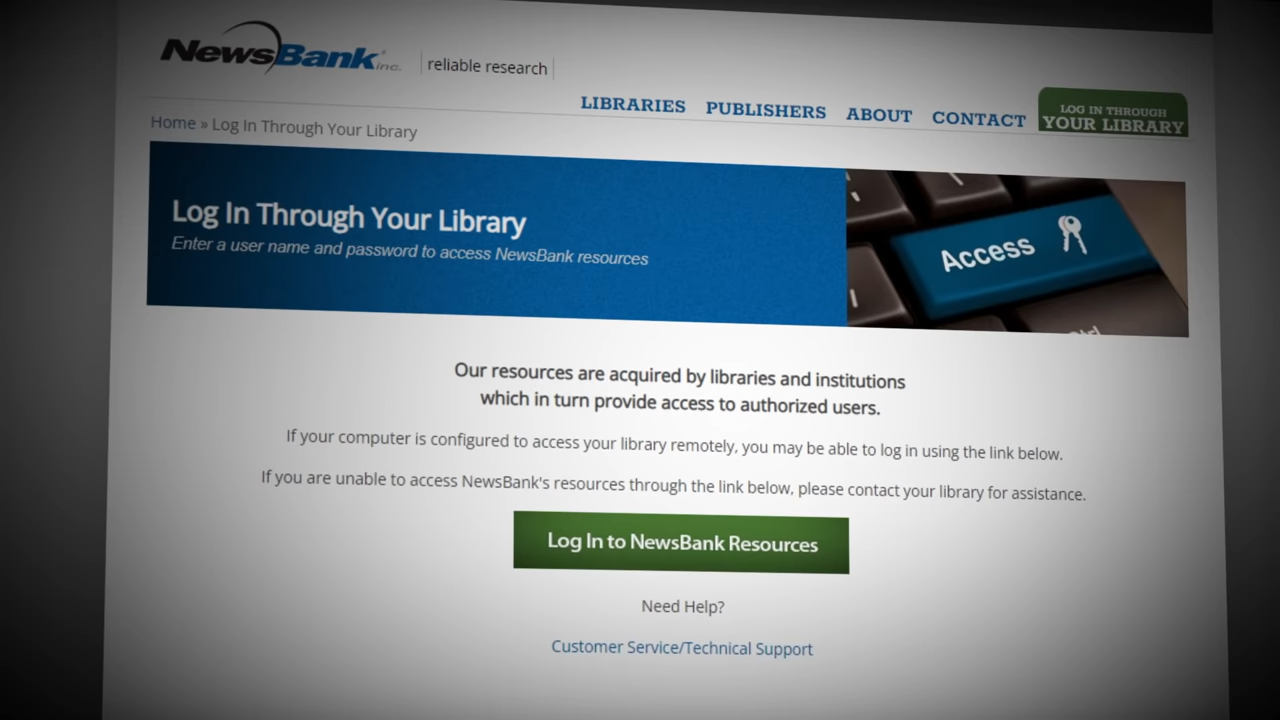 NewsBank inc.
reliable research
LIBRARIES PUBLISHERS ABOUT CONTACT
LOG IN THROUGH
YOUR LIBRARY
Home » Log In Through Your Library
Log In Through Your Library
Enter a user name and password to access NewsBank resources
Access
Ctrl
Our resources are acquired by libraries and institutions
which in turn provide access to authorized users.
If your computer is configured to access your library remotely, you may be able to log in using the link below.
If you are unable to access NewsBank's resources through the link below, please contact your library for assistance.
Log In to NewsBank Resources
Need Help?
Customer Service/Technical Support